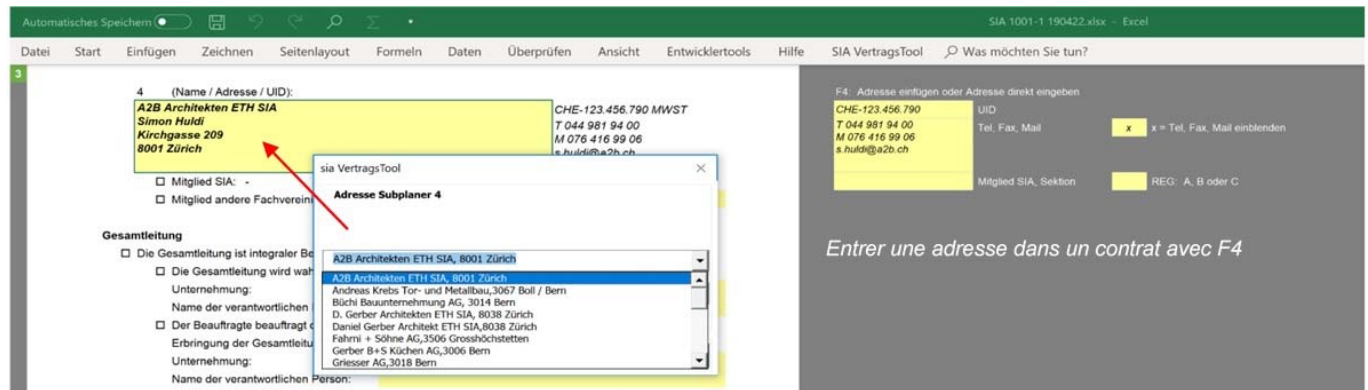 Automatisches Speichern
SIA 1001-1 190422.xlsx - Excel
Datei Start Einfügen Zeichnen Seitenlayout Formeln Daten Überprüfen Ansicht Entwicklertools Hilfe SIA VertragsTool Was möchten Sie tun?
3
4 (Name / Adresse / UID):
A2B Architekten ETH SIA
Simon Huldi
Kirchgasse 209
8001 Zürich
CHE-123.456.790 MWST
T 044 981 94 00
M 076 416 99 06
s.huldi@a2b.ch
Mitglied SIA: -
Mitglied andere Fachverein
Gesamtleitung
Die Gesamtleitung ist integraler Be
Die Gesamtleitung wird wah
Unternehmung:
Name der verantwortlichen
Der Beauftragte beauftragt
Erbringung der Gesamtleitu
Unternehmung:
Name der verantwortlichen Person:
sia VertragsTool
Adresse Subplaner 4
A2B Architekten ETH SIA, 8001 Zürich
A2B Architekten ETH SIA, 8001 Zürich
Andreas Krebs Tor- und Metallbau,3067 Boll / Bern
Büchi Bauunternehmung AG, 3014 Bern
D. Gerber Architekten ETH SIA, 8038 Zürich
Daniel Gerber Architekt ETH SIA,8038 Zürich
Fahrni + Söhne AG,3506 Grosshöchstetten
Gerber B+S Küchen AG,3006 Bern
Griesser AG,3018 Bern
F4: Adresse einfügen oder Adresse direkt eingeben
CHE-123.456.790 UID
T 044 981 94 00 Tel, Fax, Mail x x = Tel, Fax, Mail einblenden
M 076 416 99 06
s.huldi@a2b.ch
Mitglied SIA, Sektion REG: A, B oder C
Entrer une adresse dans un contrat avec F4